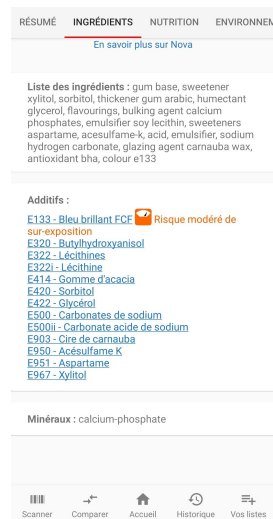 RÉSUMÉ INGRÉDIENTS NUTRITION ENVIRONNEM
En savoir plus sur Nova
Liste des ingrédients : gum base, sweetener
xylitol, sorbitol, thickener gum arabic, humectant
glycerol, flavourings, bulking agent calcium
phosphates, emulsifier soy lecithin, sweeteners
aspartame, acesulfame-k, acid, emulsifier, sodium
hydrogen carbonate, glazing agent carnauba wax,
antioxidant bha, colour e133
Additifs :
E133 - Bleu brillant FCF Risque modéré de
sur-exposition
E320 - Butylhydroxyanisol
E322 - Lécithines
E322i - Lécithine
E414 - Gomme d'acacia
E420 - Sorbitol
E422 - Glycérol
E500 - Carbonates de sodium
E500ii - Carbonate acide de sodium
E903 - Cire de carnauba
E950 - Acésulfame K
E951 - Aspartame
E967 - Xylitol
Minéraux : calcium-phosphate
Scanner Comparer Accueil Historique Vos listes